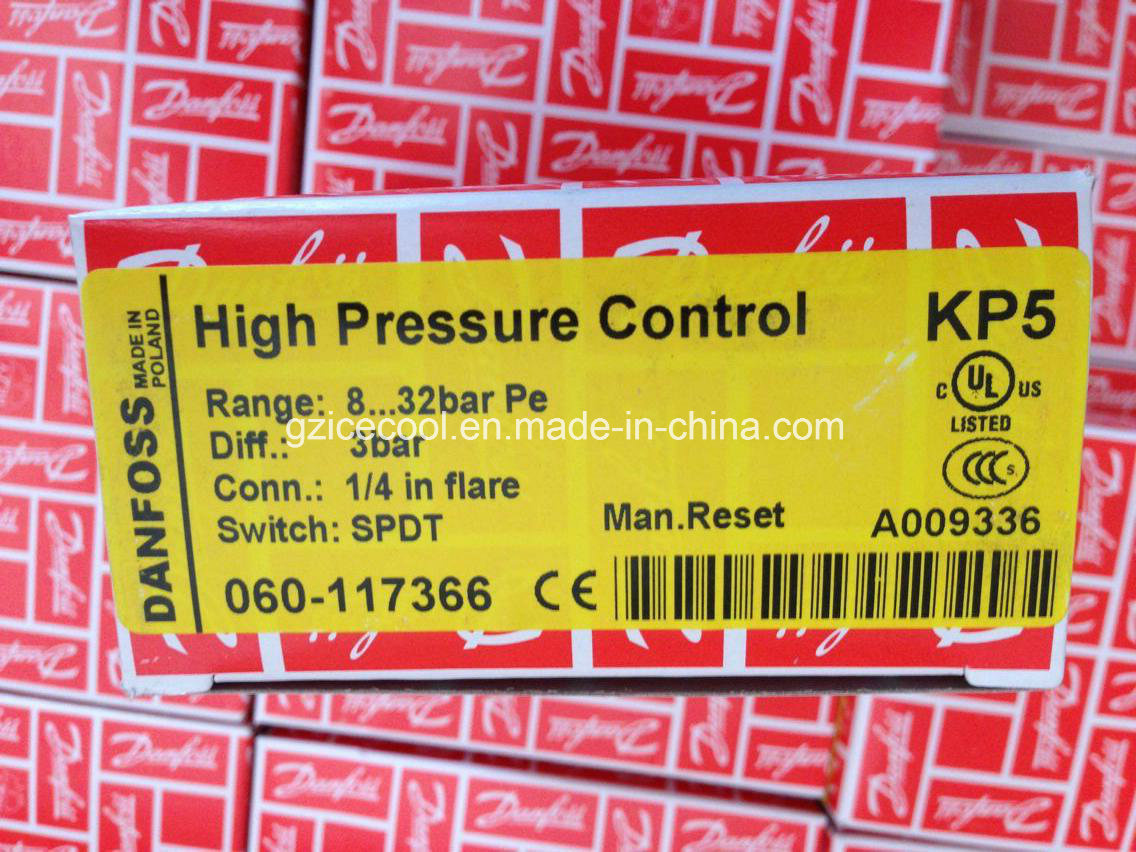 DANFOSS
MADE IN
POLAND
High Pressure Control
KP5
Range: 8...32bar Pe
Diff.: 3bar
Conn.: 1/4 in flare
Switch: SPDT
Man.Reset
C UL US
LISTED
CCC S
A009336
060-117366
CE
gzicecool.en.made-in-china.com
Danfoss